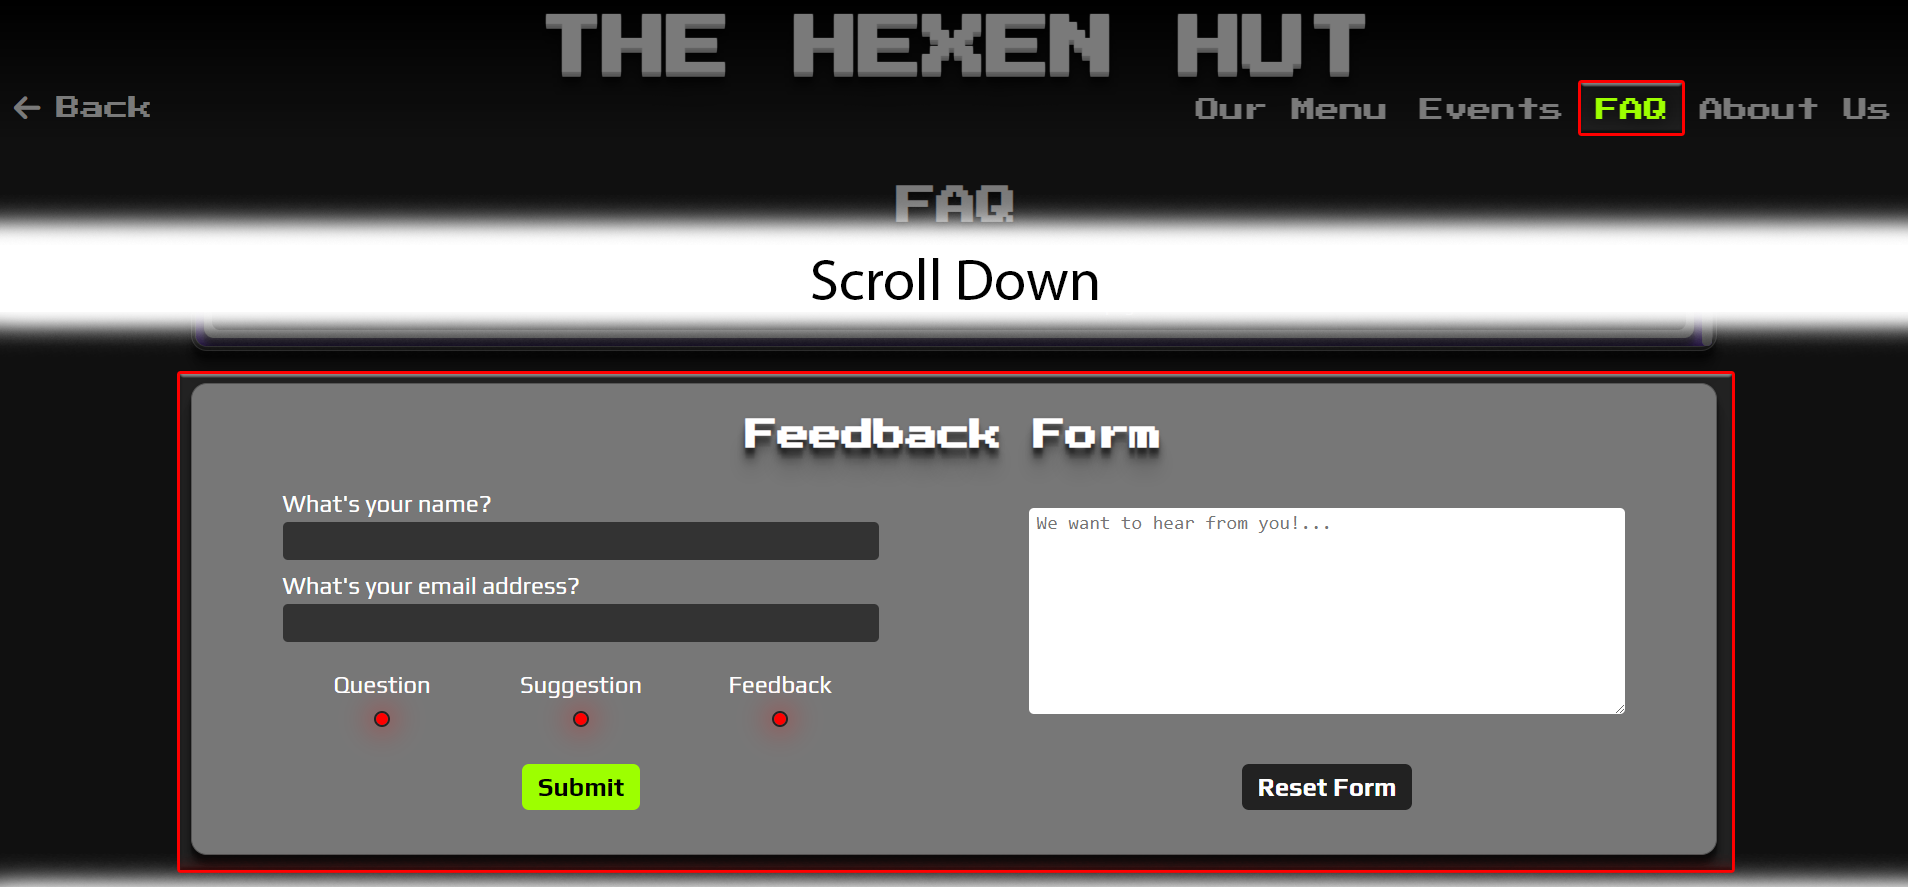 THE HEXEN HUT
← Back
Our Menu Events FAQ About Us
FAQ
Scroll Down
Feedback Form
What's your name?
What's your email address?
We want to hear from you!...
Question Suggestion Feedback
Submit
Reset Form